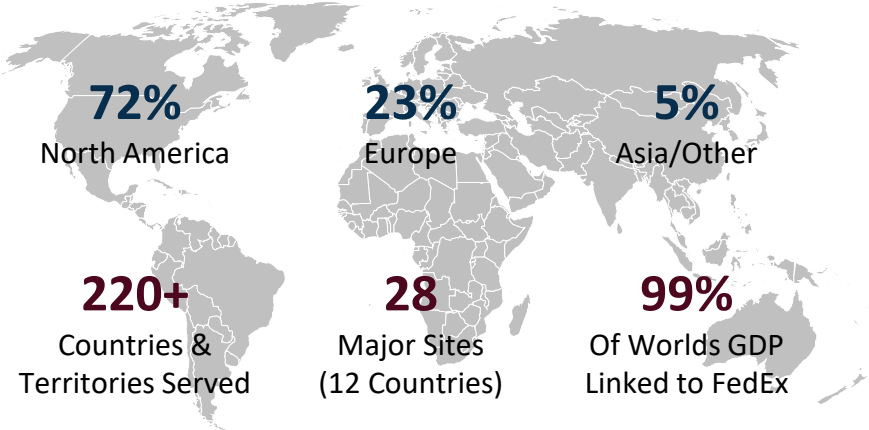 72%
North America
23%
Europe
5%
Asia/Other
220+
Countries &
Territories Served
28
Major Sites
(12 Countries)
99%
Of Worlds GDP
Linked to FedEx